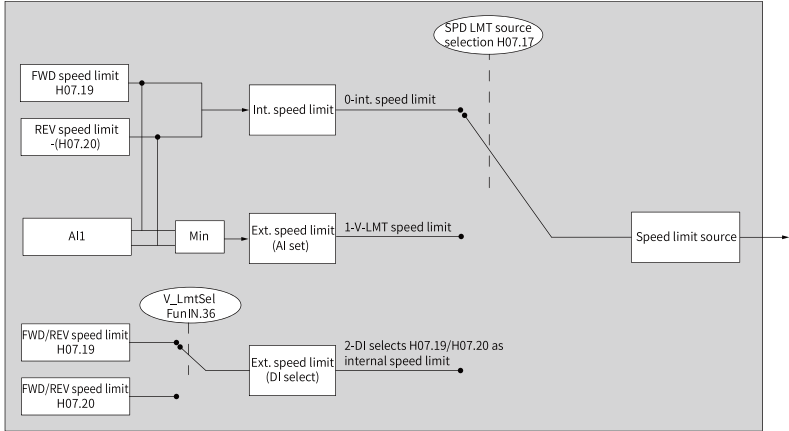 SPD LMT source
selection H07.17
FWD speed limit
H07.19
REV speed limit
-(H07.20)
Int. speed limit
0-int. speed limit
AI1
Min
Ext. speed limit
(AI set)
1-V-LMT speed limit
Speed limit source
V_LmtSel
FunIN.36
FWD/REV speed limit
H07.19
FWD/REV speed limit
H07.20
Ext. speed limit
(DI select)
2-DI selects H07.19/H07.20 as
internal speed limit